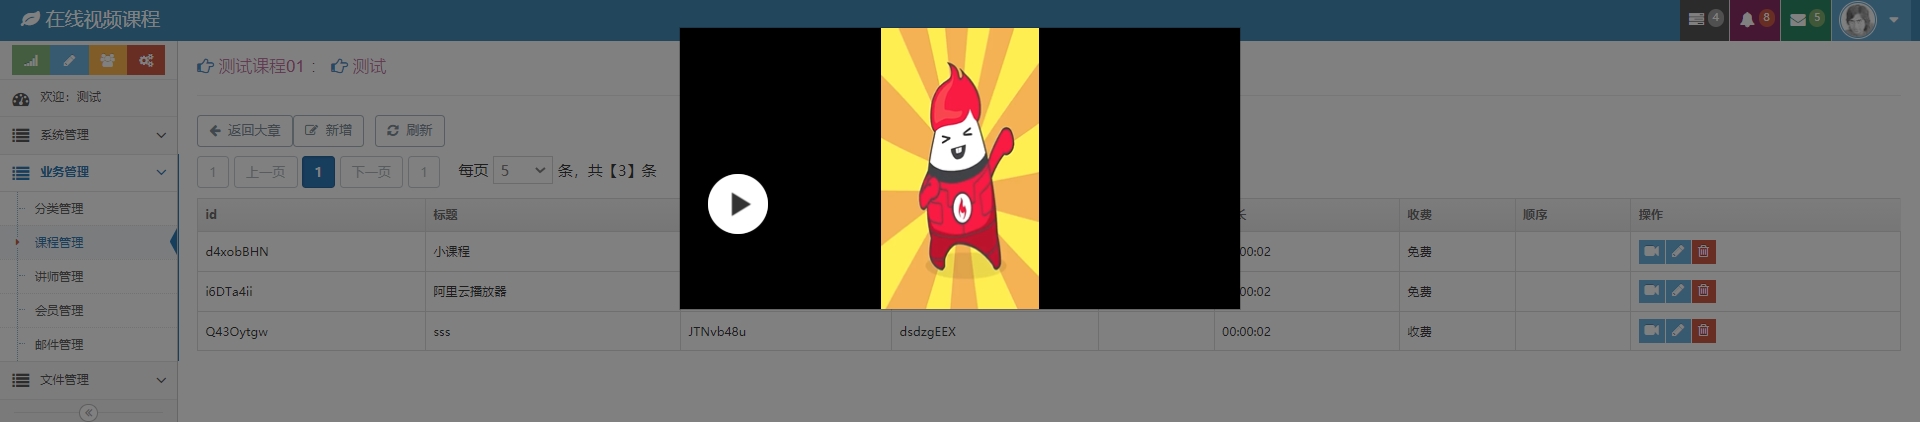 在线视频课程
4
8
5
测试课程01 : 测试
欢迎: 测试
返回大章 新增 刷新
系统管理
1 上一页 1 下一页 1 每页 5 条，共【3】条
业务管理
分类管理
课程管理
讲师管理
会员管理
邮件管理
文件管理
id 标题 长 收费 顺序 操作
d4xobBHN 小课程 :00:02 免费
i6DTa4ii 阿里云播放器 :00:02 免费
Q43Oytgw sss JTNvb48u dsdzgEEX 00:00:02 收费